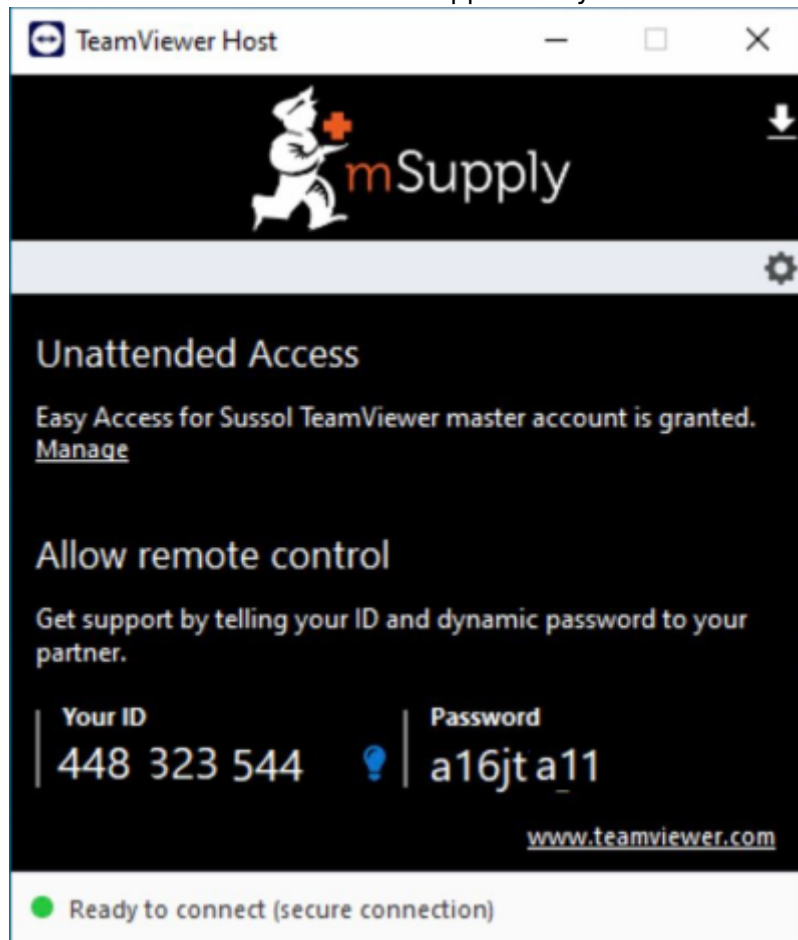 TeamViewer Host
mSupply
Unattended Access
Easy Access for Sussol TeamViewer master account is granted.
Manage
Allow remote control
Get support by telling your ID and dynamic password to your
partner.
Your ID
Password
448 323 544
a16jt a11
www.teamviewer.com
Ready to connect (secure connection)